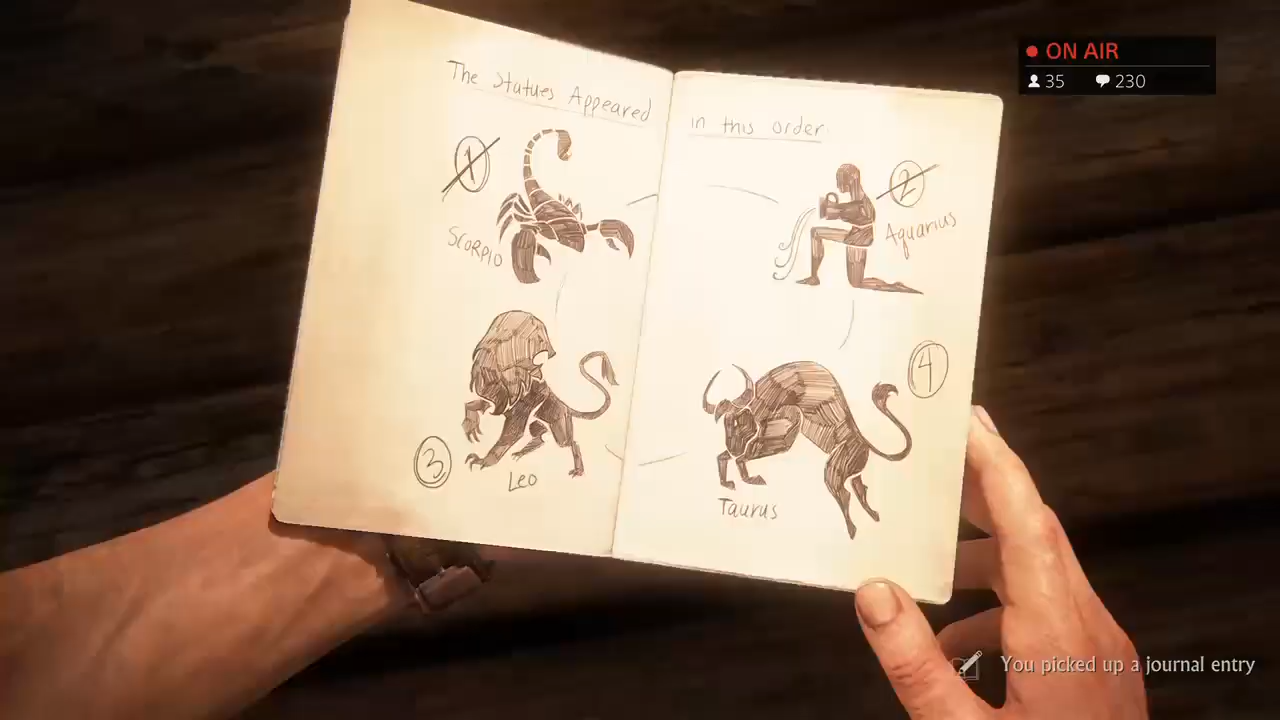 ON AIR
35 230
The Statues Appeared
in this order:
1
2
SCORPIO
Aquarius
3
4
Leo
Taurus
You picked up a journal entry